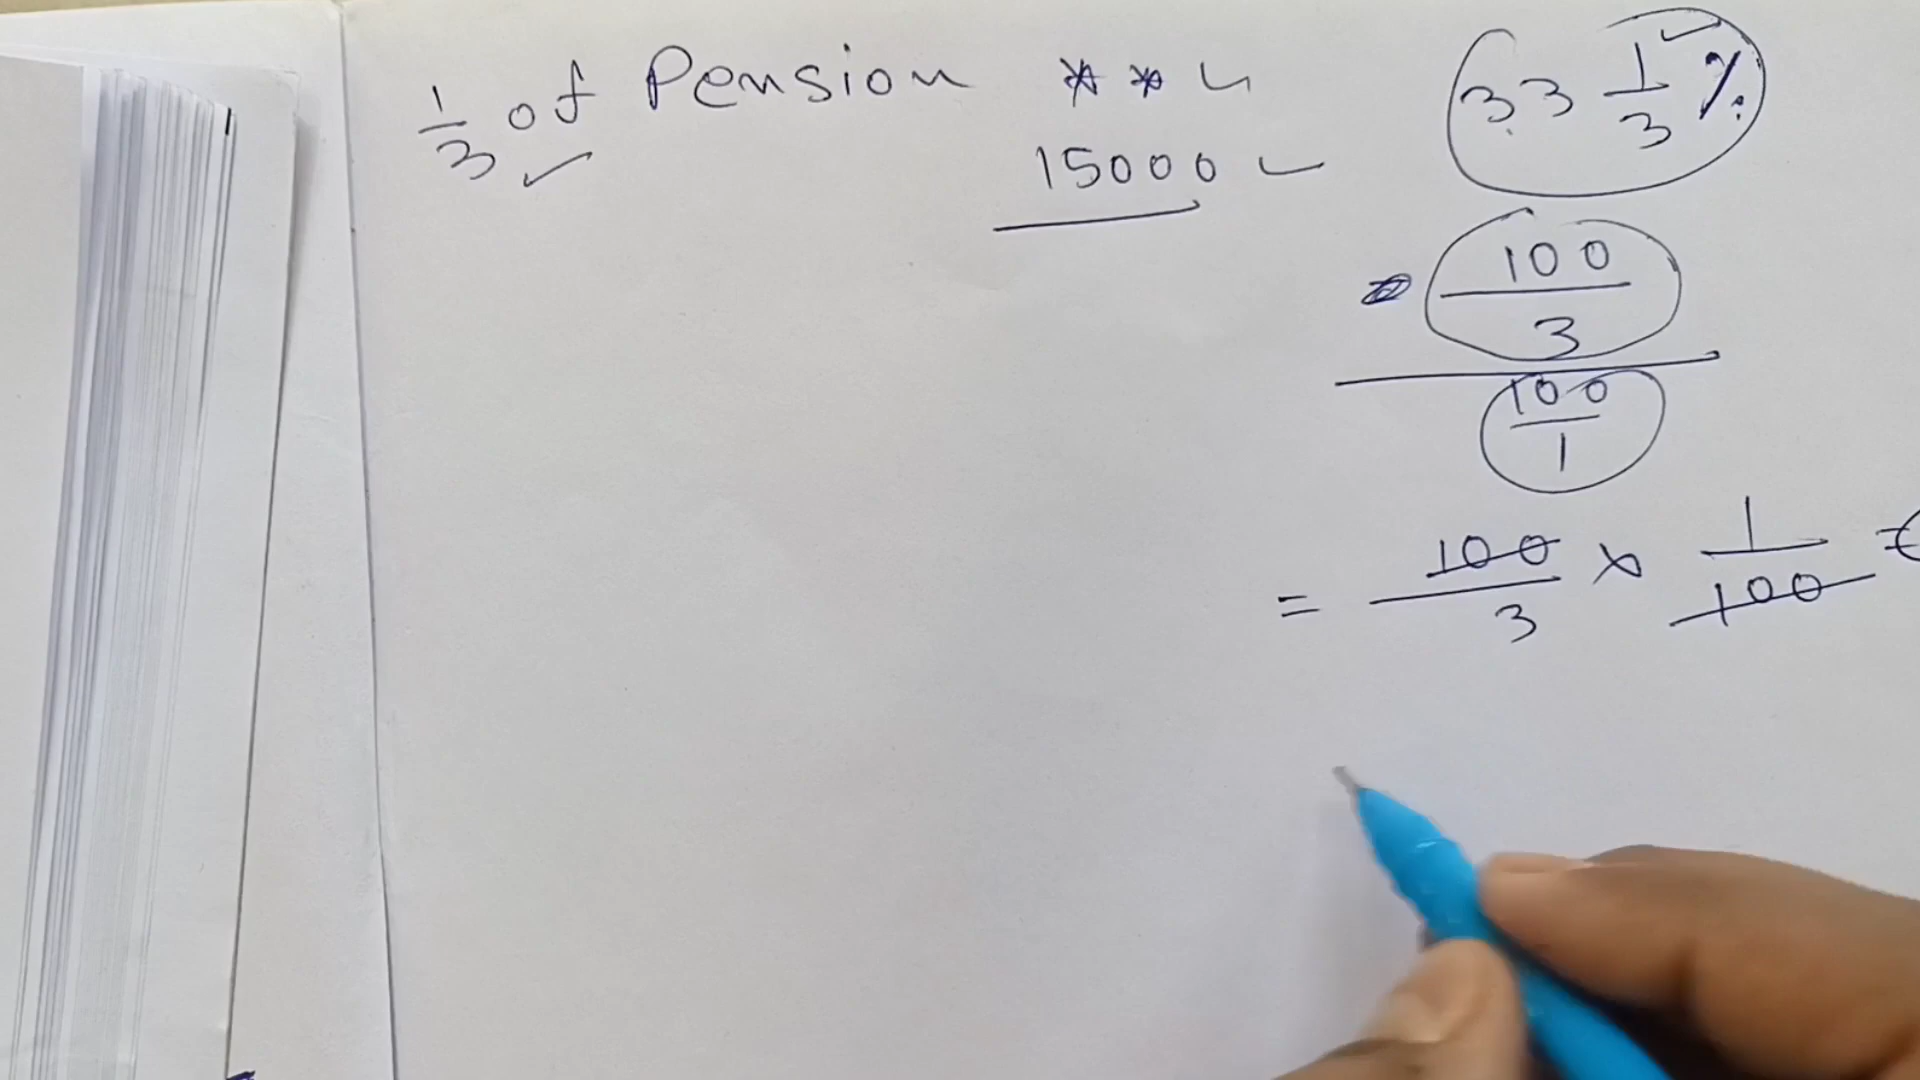 1/3 of Pension **
15000
33 1/3 %
100/3
100/1
= 100/3 × 1/100 =